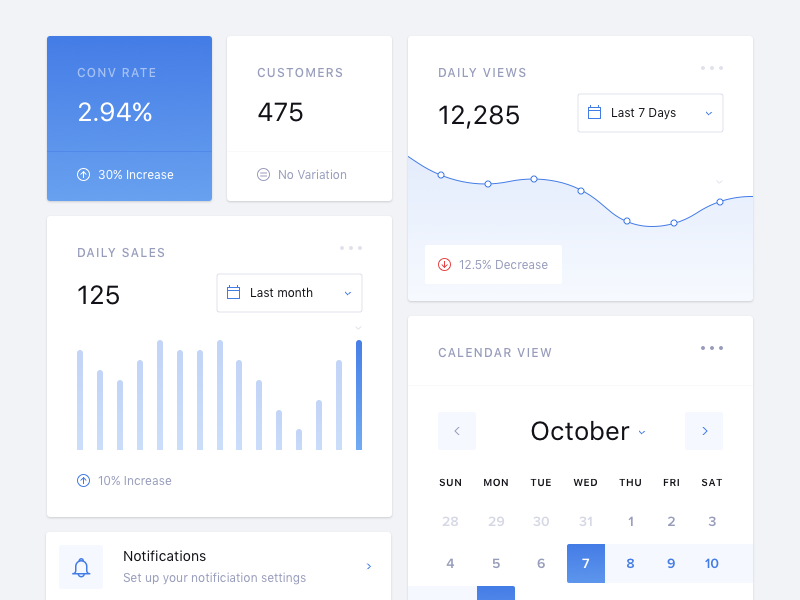 CONV RATE
2.94%
30% Increase
CUSTOMERS
475
No Variation
DAILY VIEWS
12,285
Last 7 Days
12.5% Decrease
DAILY SALES
125
Last month
10% Increase
Notifications
Set up your notificiation settings
CALENDAR VIEW
October
SUN MON TUE WED THU FRI SAT
28 29 30 31 1 2 3
4 5 6 7 8 9 10